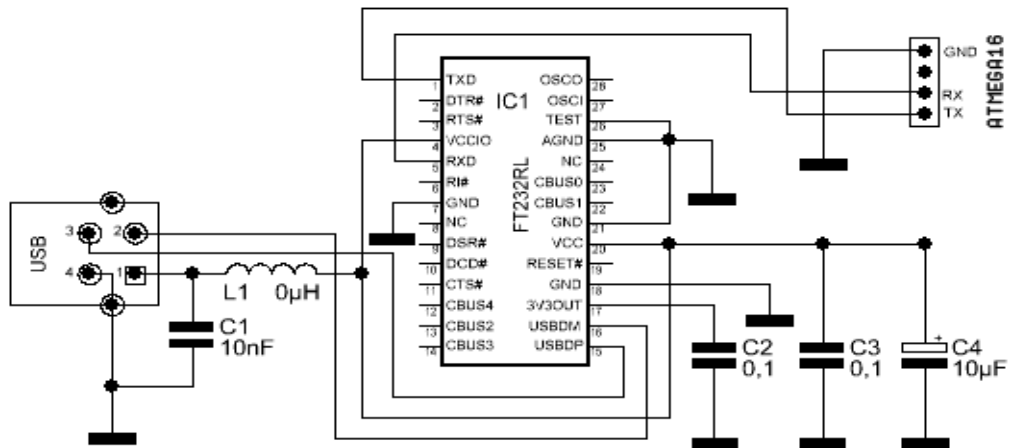 IC1
FT232RL
1 TXD
2 DTR#
3 RTS#
4 VCCIO
5 RXD
6 RI#
7 GND
8 NC
9 DSR#
10 DCD#
11 CTS#
12 CBUS4
13 CBUS2
14 CBUS3
OSCO 28
OSCI 27
TEST 26
AGND 25
NC 24
CBUS0 23
CBUS1 22
GND 21
VCC 20
RESET# 19
GND 18
3V3OUT 17
USBDM 16
USBDP 15
GND
RX
TX
ATMEGA16
USB
3 2
4 1
L1 0µH
C1
10nF
C2
0,1
C3
0,1
+
C4
10µF